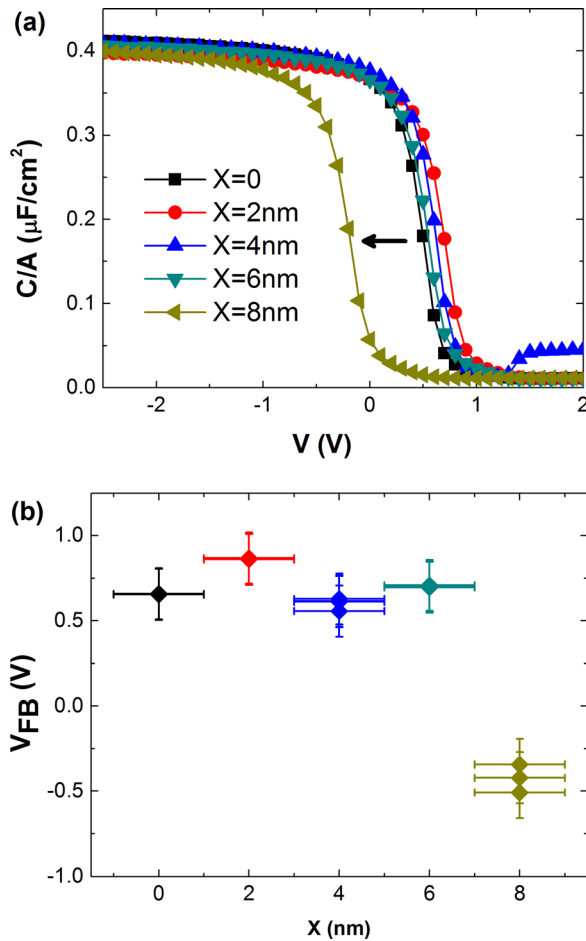 (a)
0.4
0.3
0.2
0.1
0.0
C/A (μF/cm²)
X=0
X=2nm
X=4nm
X=6nm
X=8nm
-2
-1
0
1
2
V (V)
(b)
1.0
0.5
0.0
-0.5
-1.0
V_FB (V)
0
2
4
6
8
X (nm)